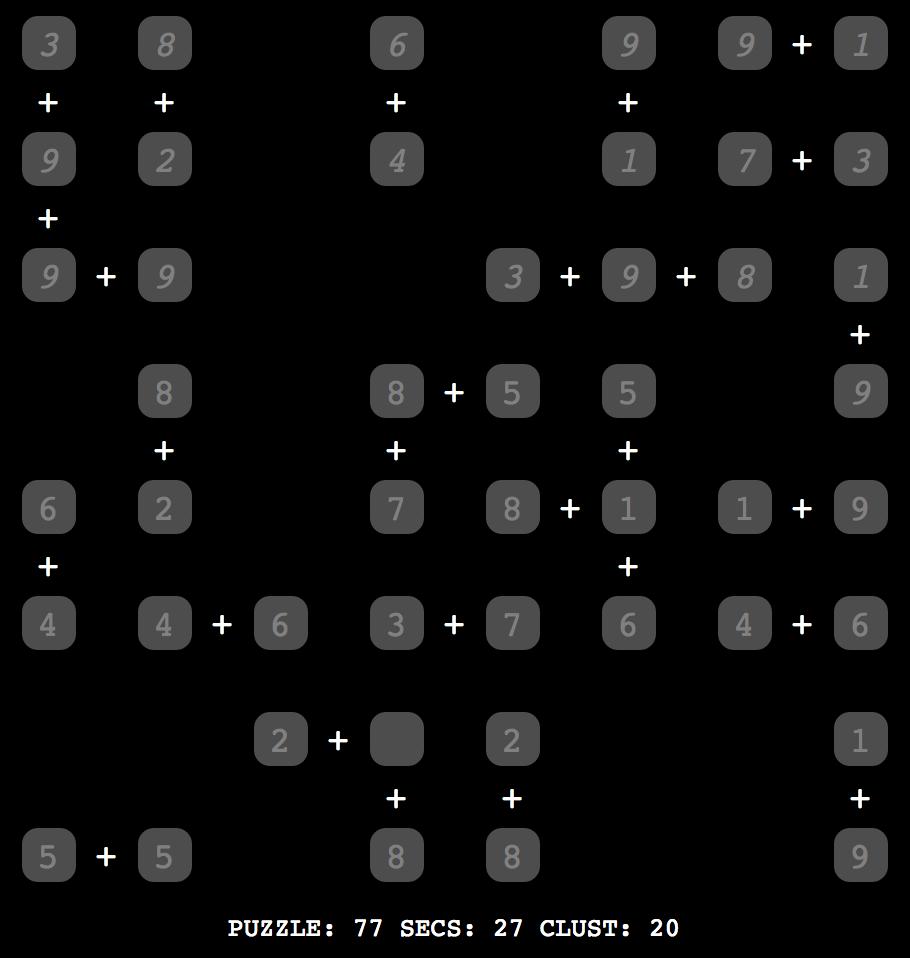 3 8 6 9 9 + 1
+ + + +
9 2 4 1 7 + 3
+
9 + 9 3 + 9 + 8 1
+
8 8 + 5 5 9
+ + +
6 2 7 8 + 1 1 + 9
+ +
4 4 + 6 3 + 7 6 4 + 6
2 + 2 1
+ + +
5 + 5 8 8 9
PUZZLE: 77 SECS: 27 CLUST: 20